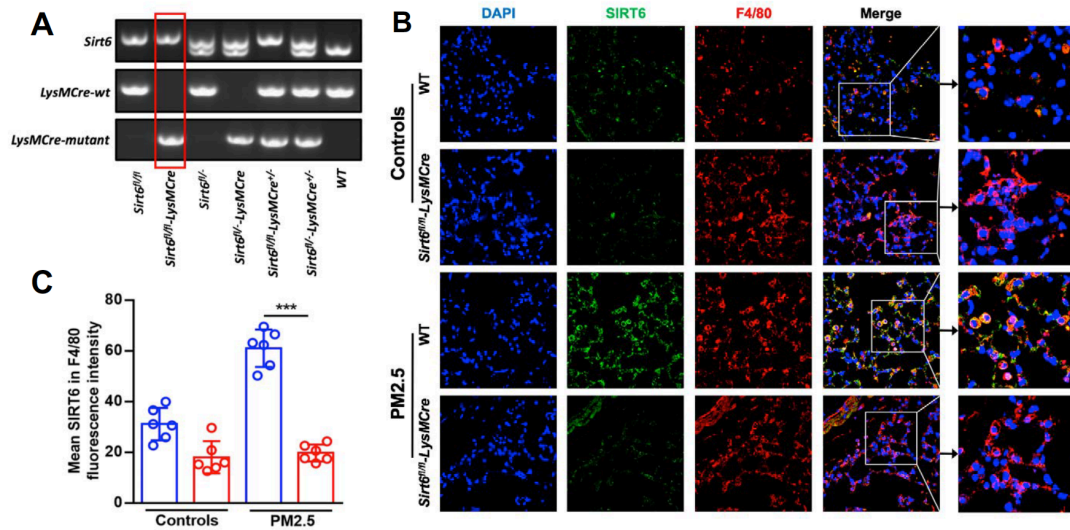 A
Sirt6
LysMCre-wt
LysMCre-mutant
Sirt6fl/fl
Sirt6fl/fl-LysMCre
Sirt6fl/-
Sirt6fl/-LysMCre
Sirt6fl/fl-LysMCre+/-
Sirt6fl/-LysMCre+/-
WT
B
DAPI
SIRT6
F4/80
Merge
Controls
WT
Sirt6fl/fl-LysMCre
PM2.5
WT
Sirt6fl/fl-LysMCre
C
Mean SIRT6 in F4/80
fluorescence intensity
80
60
40
20
0
***
Controls
PM2.5